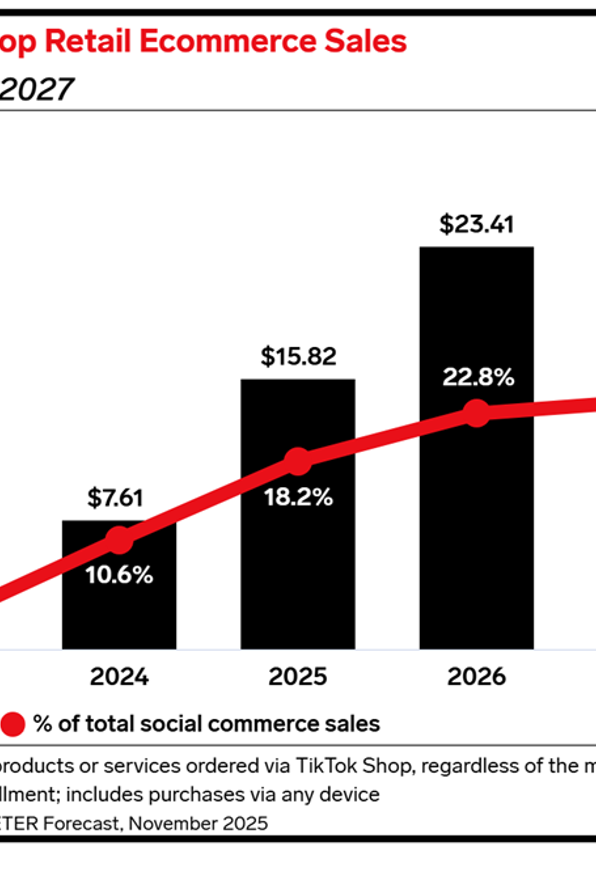 op Retail Ecommerce Sales
2027
$23.41
$15.82
22.8%
$7.61
18.2%
10.6%
2024 2025 2026
% of total social commerce sales
products or services ordered via TikTok Shop, regardless of the m
llment; includes purchases via any device
ETER Forecast, November 2025